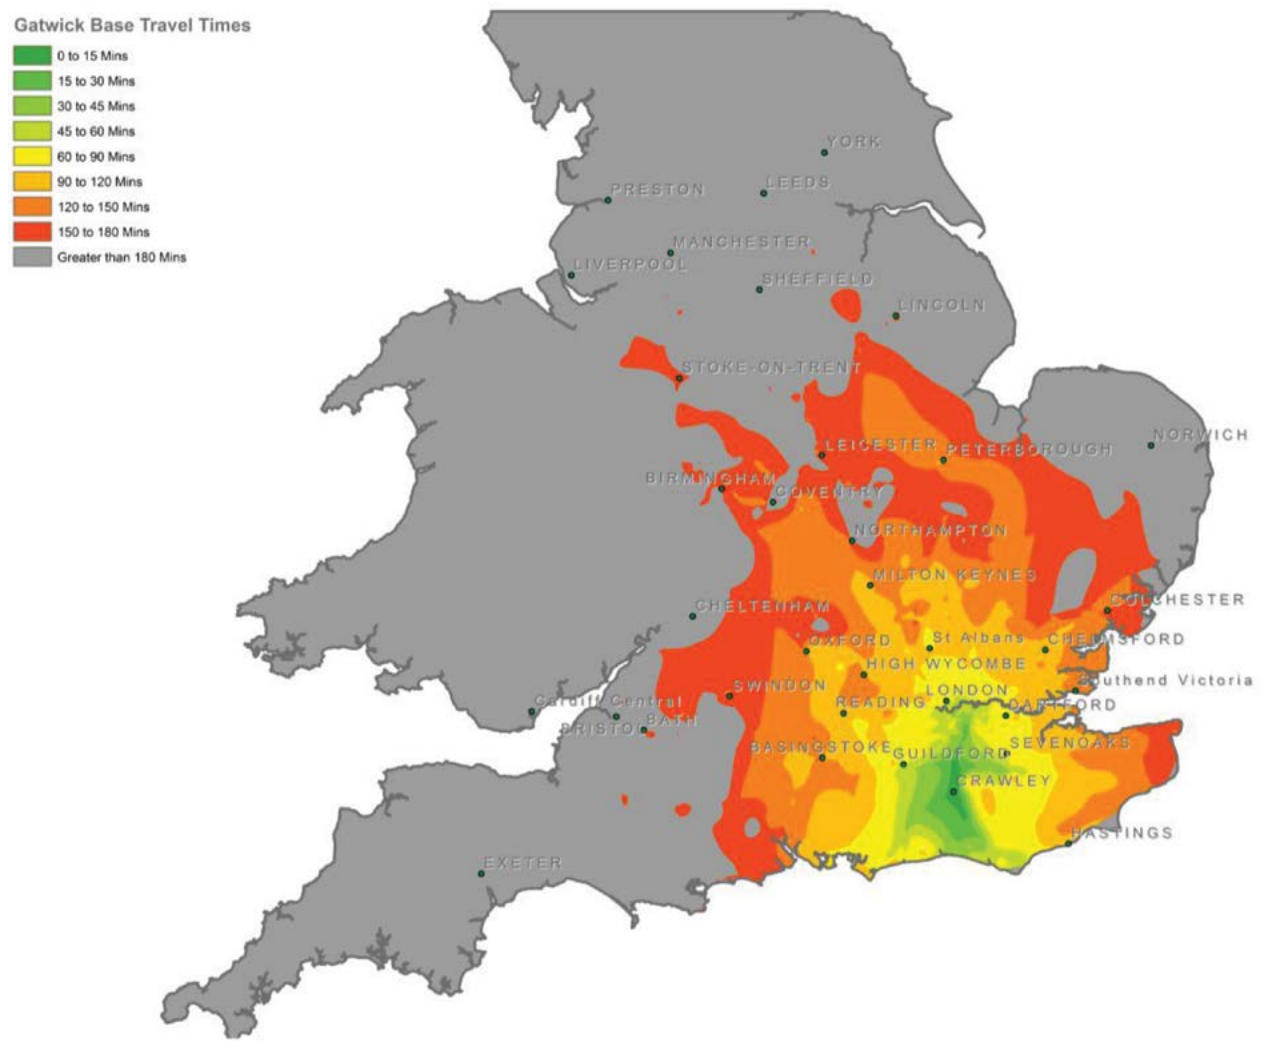 Gatwick Base Travel Times
0 to 15 Mins
15 to 30 Mins
30 to 45 Mins
45 to 60 Mins
60 to 90 Mins
90 to 120 Mins
120 to 150 Mins
150 to 180 Mins
Greater than 180 Mins
YORK
LEEDS
PRESTON
MANCHESTER
LIVERPOOL
SHEFFIELD
LINCOLN
STOKE-ON-TRENT
NORWICH
LEICESTER
PETERBOROUGH
BIRMINGHAM
COVENTRY
NORTHAMPTON
MILTON KEYNES
COLCHESTER
CHELTENHAM
OXFORD
St Albans
CHELMSFORD
HIGH WYCOMBE
Southend Victoria
SWINDON
LONDON
Cardiff Central
READING
DARTFORD
BRISTOL
BATH
BASINGSTOKE
GUILDFORD
SEVENOAKS
CRAWLEY
HASTINGS
EXETER